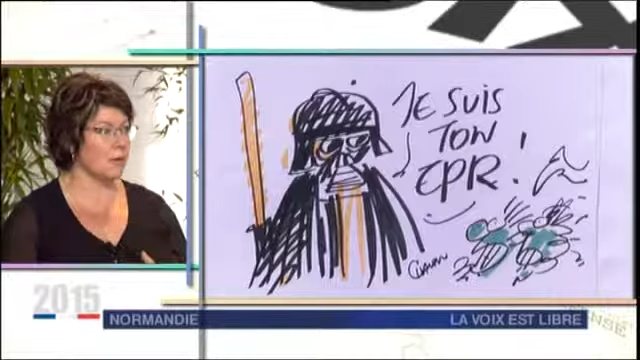 JE SUIS
TON
EPR !
2015
NORMANDIE
LA VOIX EST LIBRE